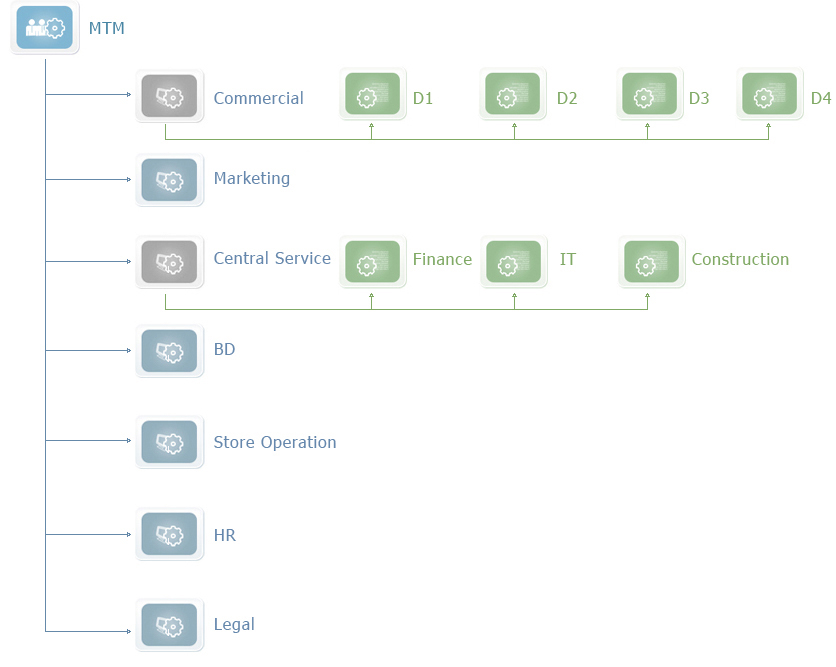 MTM
Commercial
D1
D2
D3
D4
Marketing
Central Service
Finance
IT
Construction
BD
Store Operation
HR
Legal